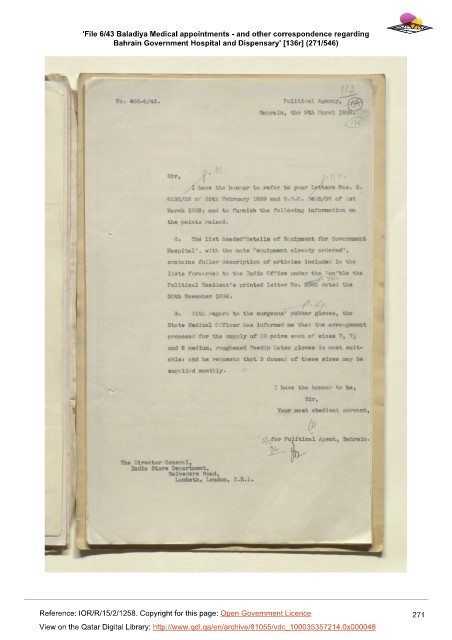 'File 6/43 Baladiya Medical appointments - and other correspondence regarding
Bahrain Government Hospital and Dispensary' [136r] (271/546)
113
No. 400-6/43. Political Agency,
Bahrain, the 9th March 1939.
Sir,
I have the honour to refer to your letters Nos. S.
of 25th February 1939 and of 1st
March 1939; and to furnish the following information on
the points raised.
2. The list headed "Details of Equipment for Government
Hospital", with the note "equipment already ordered",
contains fuller description of articles included in the
lists forwarded to the India Office under the Hon'ble the
Political Resident's printed letter No. dated the
30th November 1938.
3. With regard to the surgeons' rubber gloves, the
State Medical Officer has informed me that the arrangement
proposed for the supply of 12 pairs each of sizes 7, 7½
and 8 medium, roughened latex gloves is most suit-
able: and he requests that 3 dozen of these sizes may be
supplied monthly.
I have the honour to be,
Sir,
Your most obedient servant,
for Political Agent, Bahrain.
The Director General,
India Store Department,
Belvedere Road,
Lambeth, London, S.E.1.
Reference: IOR/R/15/2/1258. Copyright for this page: Open Government Licence
271
View on the Qatar Digital Library: http://www.qdl.qa/en/archive/81055/vdc_100035357214.0x000048